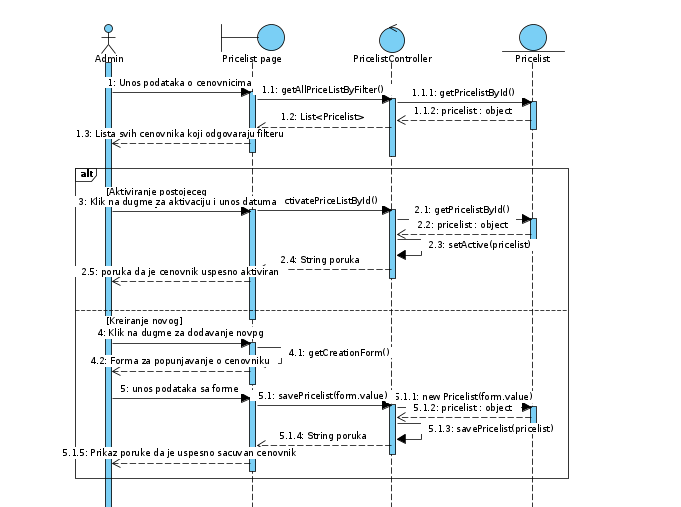 Admin
Pricelist page
PricelistController
Pricelist
1: Unos podataka o cenovnicima
1.1: getAllPriceListByFilter()
1.1.1: getPricelistById()
1.1.2: pricelist : object
1.2: List<Pricelist>
1.3: Lista svih cenovnika koji odgovaraju filteru
alt
[Aktiviranje postojeceg
3: Klik na dugme za aktivaciju i unos datuma
ctivatePriceListById()
2.1: getPricelistById()
2.2: pricelist : object
2.3: setActive(pricelist)
2.4: String poruka
2.5: poruka da je cenovnik uspesno aktiviran
[Kreiranje novog]
4: Klik na dugme za dodavanje novog
4.1: getCreationForm()
4.2: Forma za popunjavanje o cenovniku
5: unos podataka sa forme
5.1: savePricelist(form.value)
5.1.1: new Pricelist(form.value)
5.1.2: pricelist : object
5.1.3: savePricelist(pricelist)
5.1.4: String poruka
5.1.5: Prikaz poruke da je uspesno sacuvan cenovnik